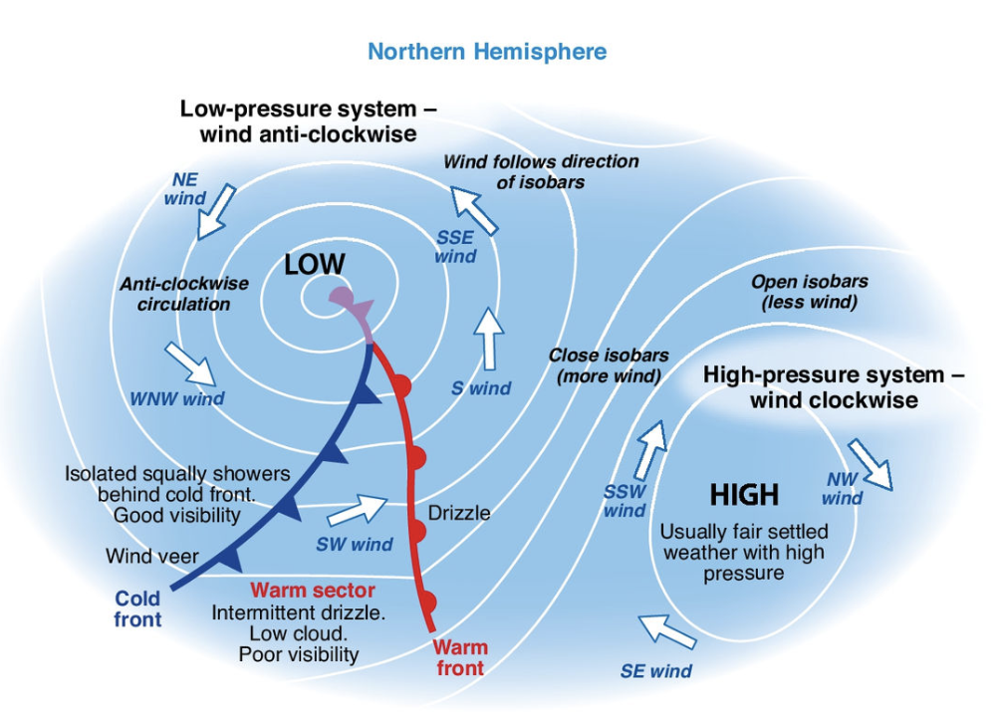 Northern Hemisphere
Low-pressure system –
wind anti-clockwise
Wind follows direction
of isobars
NE
wind
SSE
wind
LOW
Anti-clockwise
circulation
Open isobars
(less wind)
Close isobars
(more wind)
High-pressure system –
wind clockwise
WNW wind
S wind
Isolated squally showers
behind cold front.
Good visibility
SSW
wind
HIGH
NW
wind
Drizzle
Usually fair settled
weather with high
pressure
SW wind
Wind veer
Cold
front
Warm sector
Intermittent drizzle.
Low cloud.
Poor visibility
Warm
front
SE wind